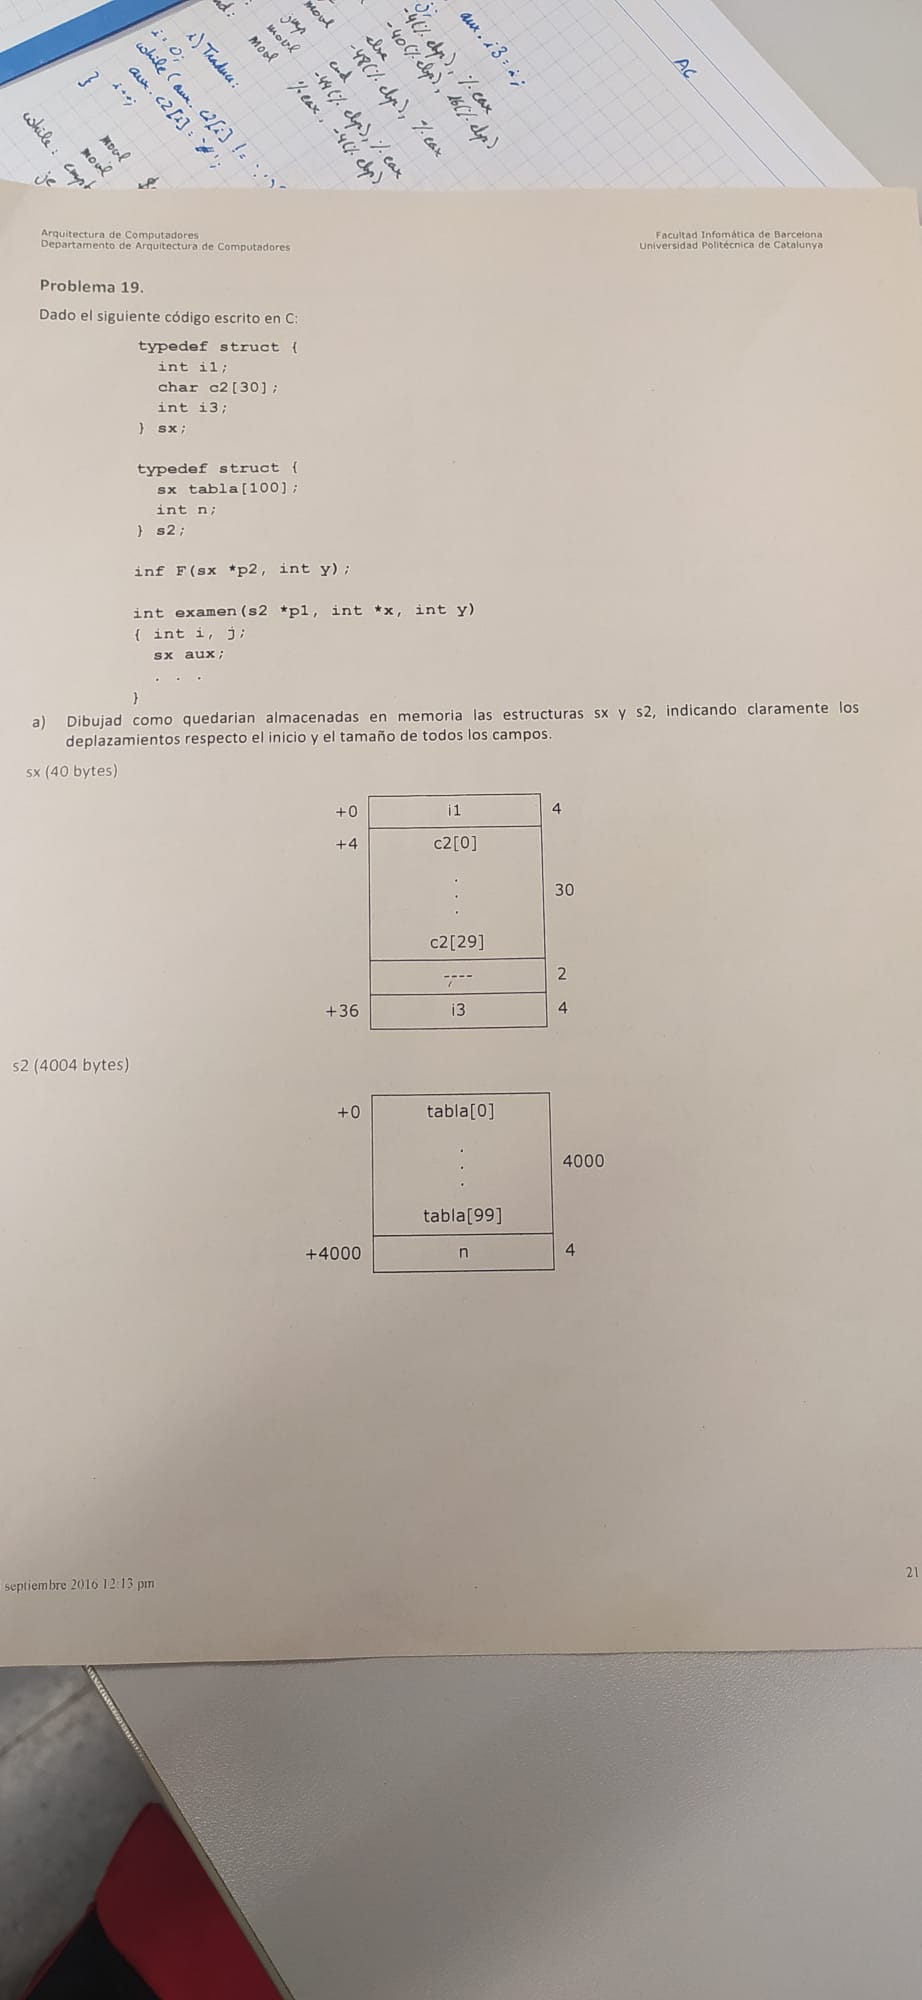 AC
aux.i3=i;
-4(%ebp), %eax
-40(%ebp), 16(%ebp)
else
-48(%ebp), %eax
end
-44(%ebp), %eax
%eax, -4(%ebp)
movl
jmp
movl
movl
i) Traduce:
i=0;
while (aux.c2[i] !=
aux.c2[i]='#';
i++;
}
movl
movl
while: cmpb
je
Arquitectura de Computadores
Departamento de Arquitectura de Computadores
Facultad Infomática de Barcelona
Universidad Politécnica de Catalunya
Problema 19.
Dado el siguiente código escrito en C:
typedef struct {
int i1;
char c2[30];
int i3;
} sx;
typedef struct {
sx tabla[100];
int n;
} s2;
inf F(sx *p2, int y);
int examen(s2 *p1, int *x, int y)
{ int i, j;
sx aux;
. . .
}
a) Dibujad como quedarian almacenadas en memoria las estructuras sx y s2, indicando claramente los
deplazamientos respecto el inicio y el tamaño de todos los campos.
sx (40 bytes)
+0 i1 4
+4 c2[0]
.
. 30
.
c2[29]
---- 2
+36 i3 4
s2 (4004 bytes)
+0 tabla[0]
.
. 4000
.
tabla[99]
+4000 n 4
septiembre 2016 12:13 pm
21